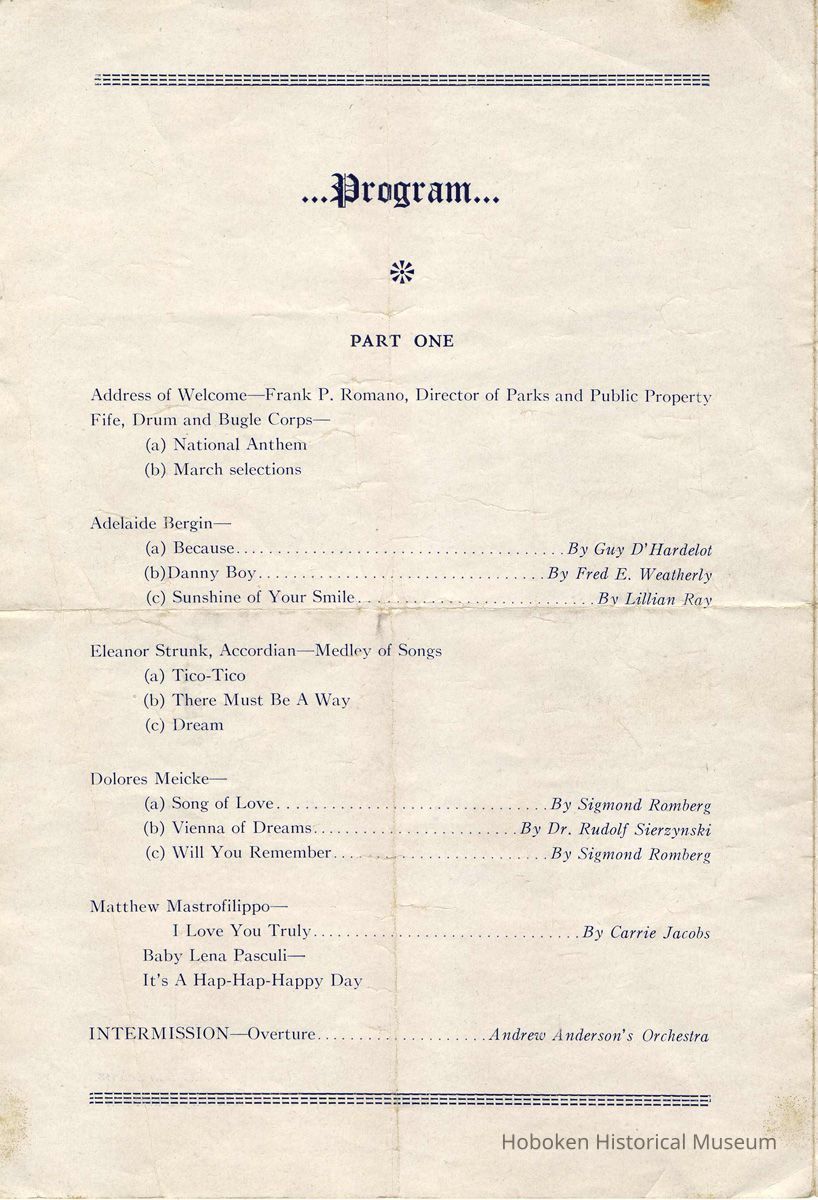 ...Program...
PART ONE
Address of Welcome—Frank P. Romano, Director of Parks and Public Property
Fife, Drum and Bugle Corps—
(a) National Anthem
(b) March selections
Adelaide Bergin—
(a) Because.....................................By Guy D'Hardelot
(b)Danny Boy................................By Fred E. Weatherly
(c) Sunshine of Your Smile...........................By Lillian Ray
Eleanor Strunk, Accordian—Medley of Songs
(a) Tico-Tico
(b) There Must Be A Way
(c) Dream
Dolores Meicke—
(a) Song of Love..............................By Sigmond Romberg
(b) Vienna of Dreams.......................By Dr. Rudolf Sierzynski
(c) Will You Remember........................By Sigmond Romberg
Matthew Mastrofilippo—
I Love You Truly..............................By Carrie Jacobs
Baby Lena Pasculi—
It's A Hap-Hap-Happy Day
INTERMISSION—Overture...................Andrew Anderson's Orchestra
Hoboken Historical Museum